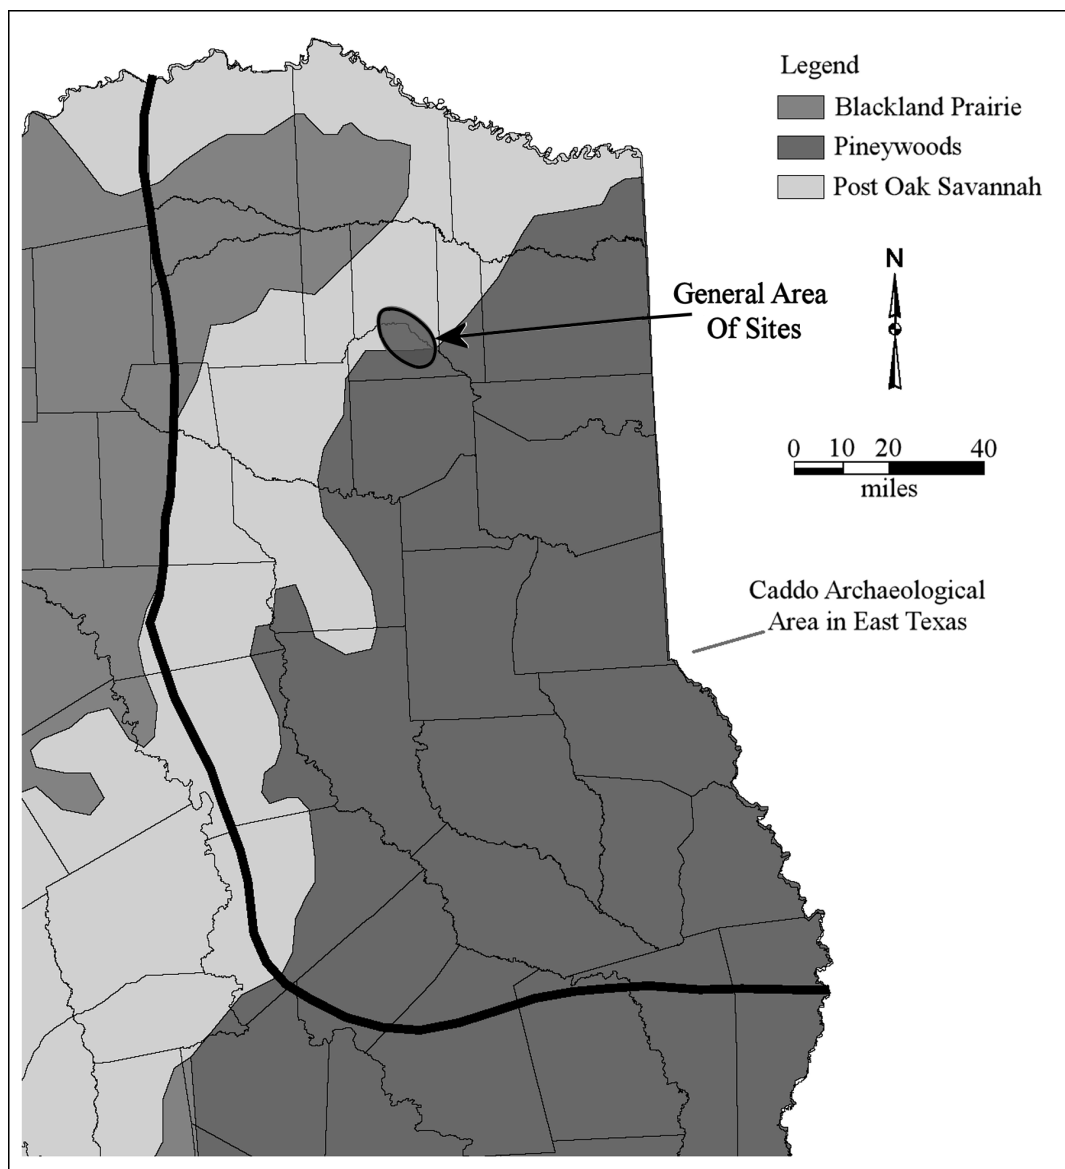 Legend
Blackland Prairie
Pineywoods
Post Oak Savannah
N
General Area
Of Sites
0 10 20 40
miles
Caddo Archaeological
Area in East Texas